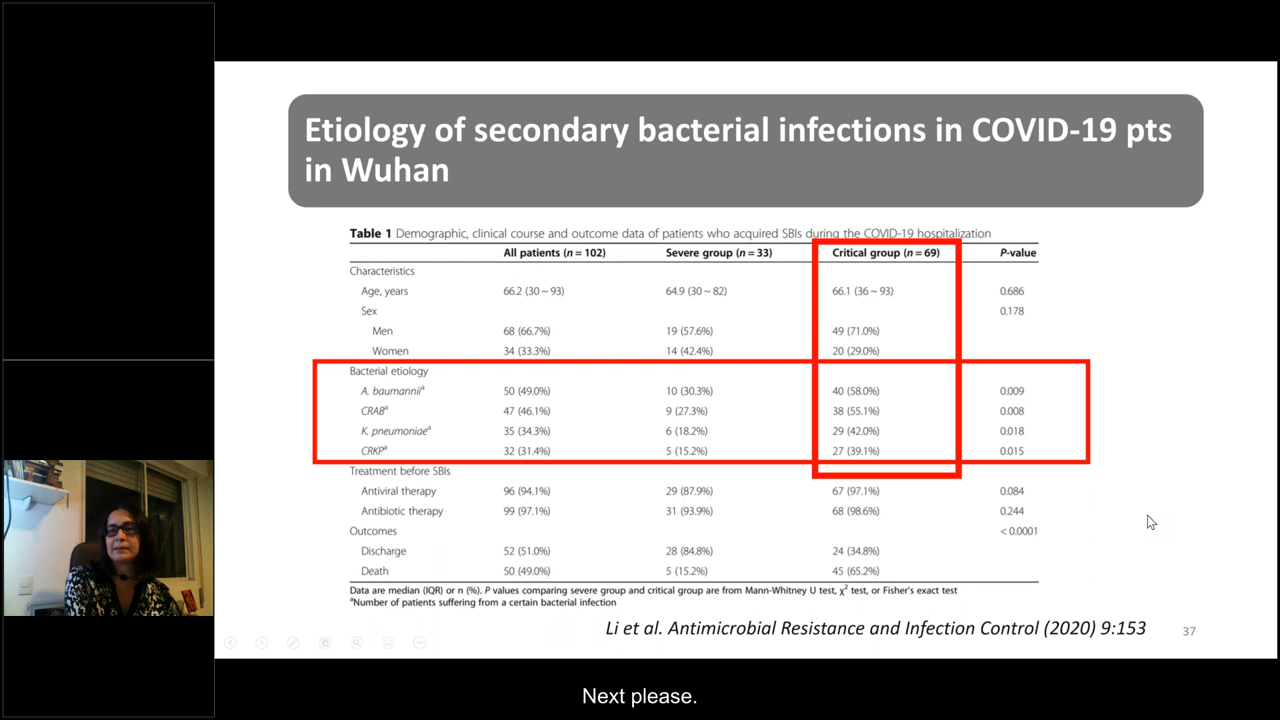 Etiology of secondary bacterial infections in COVID-19 pts
in Wuhan
Table 1 Demographic, clinical course and outcome data of patients who acquired SBIs during the COVID-19 hospitalization
All patients (n = 102) Severe group (n = 33) Critical group (n = 69) P-value
Characteristics
Age, years 66.2 (30 ~ 93) 64.9 (30 ~ 82) 66.1 (36 ~ 93) 0.686
Sex 0.178
Men 68 (66.7%) 19 (57.6%) 49 (71.0%)
Women 34 (33.3%) 14 (42.4%) 20 (29.0%)
Bacterial etiology
A. baumanniiᵃ 50 (49.0%) 10 (30.3%) 40 (58.0%) 0.009
CRABᵃ 47 (46.1%) 9 (27.3%) 38 (55.1%) 0.008
K. pneumoniaeᵃ 35 (34.3%) 6 (18.2%) 29 (42.0%) 0.018
CRKPᵃ 32 (31.4%) 5 (15.2%) 27 (39.1%) 0.015
Treatment before SBIs
Antiviral therapy 96 (94.1%) 29 (87.9%) 67 (97.1%) 0.084
Antibiotic therapy 99 (97.1%) 31 (93.9%) 68 (98.6%) 0.244
Outcomes < 0.0001
Discharge 52 (51.0%) 28 (84.8%) 24 (34.8%)
Death 50 (49.0%) 5 (15.2%) 45 (65.2%)
Data are median (IQR) or n (%). P values comparing severe group and critical group are from Mann-Whitney U test, χ² test, or Fisher's exact test
ᵃNumber of patients suffering from a certain bacterial infection
Li et al. Antimicrobial Resistance and Infection Control (2020) 9:153
37
Next please.